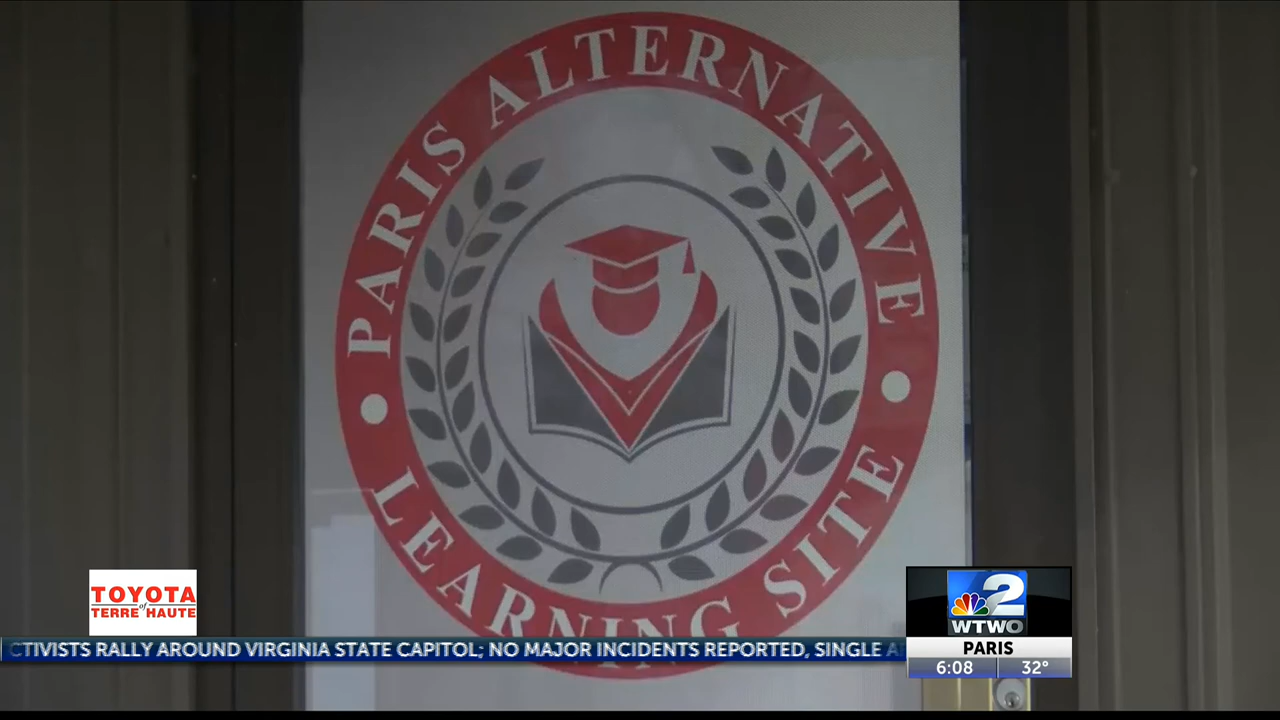 PARIS ALTERNATIVE
LEARNING SITE
TOYOTA
of
TERRE HAUTE
CTIVISTS RALLY AROUND VIRGINIA STATE CAPITOL; NO MAJOR INCIDENTS REPORTED, SINGLE A
2
WTWO
PARIS
6:08 32°